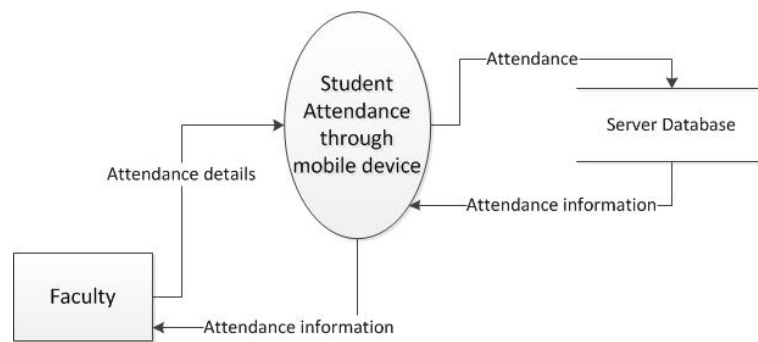 Student
Attendance
through
mobile device
Attendance
Server Database
Attendance details
Attendance information
Faculty
Attendance information